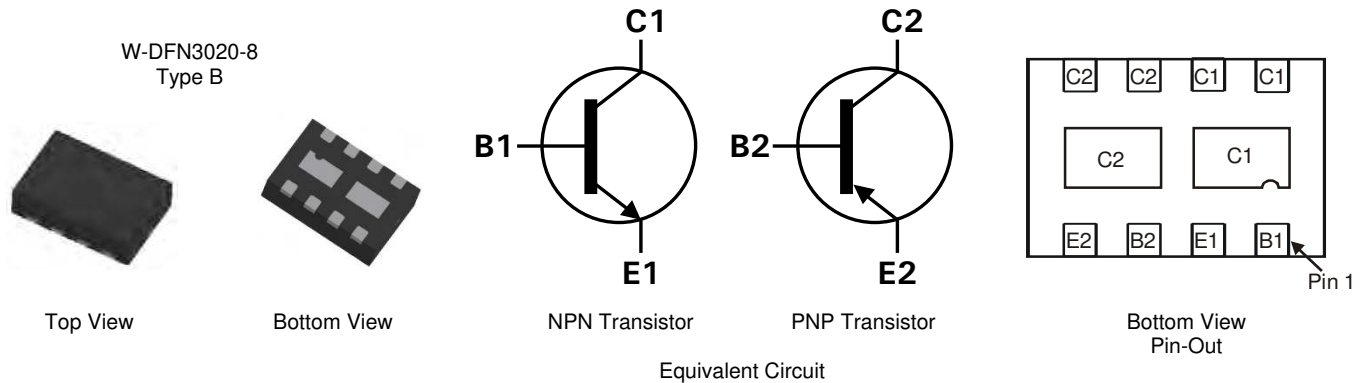 W-DFN3020-8
Type B
Top View
Bottom View
C1
B1
E1
NPN Transistor
C2
B2
E2
PNP Transistor
Equivalent Circuit
C2 C2 C1 C1
C2 C1
E2 B2 E1 B1
Pin 1
Bottom View
Pin-Out